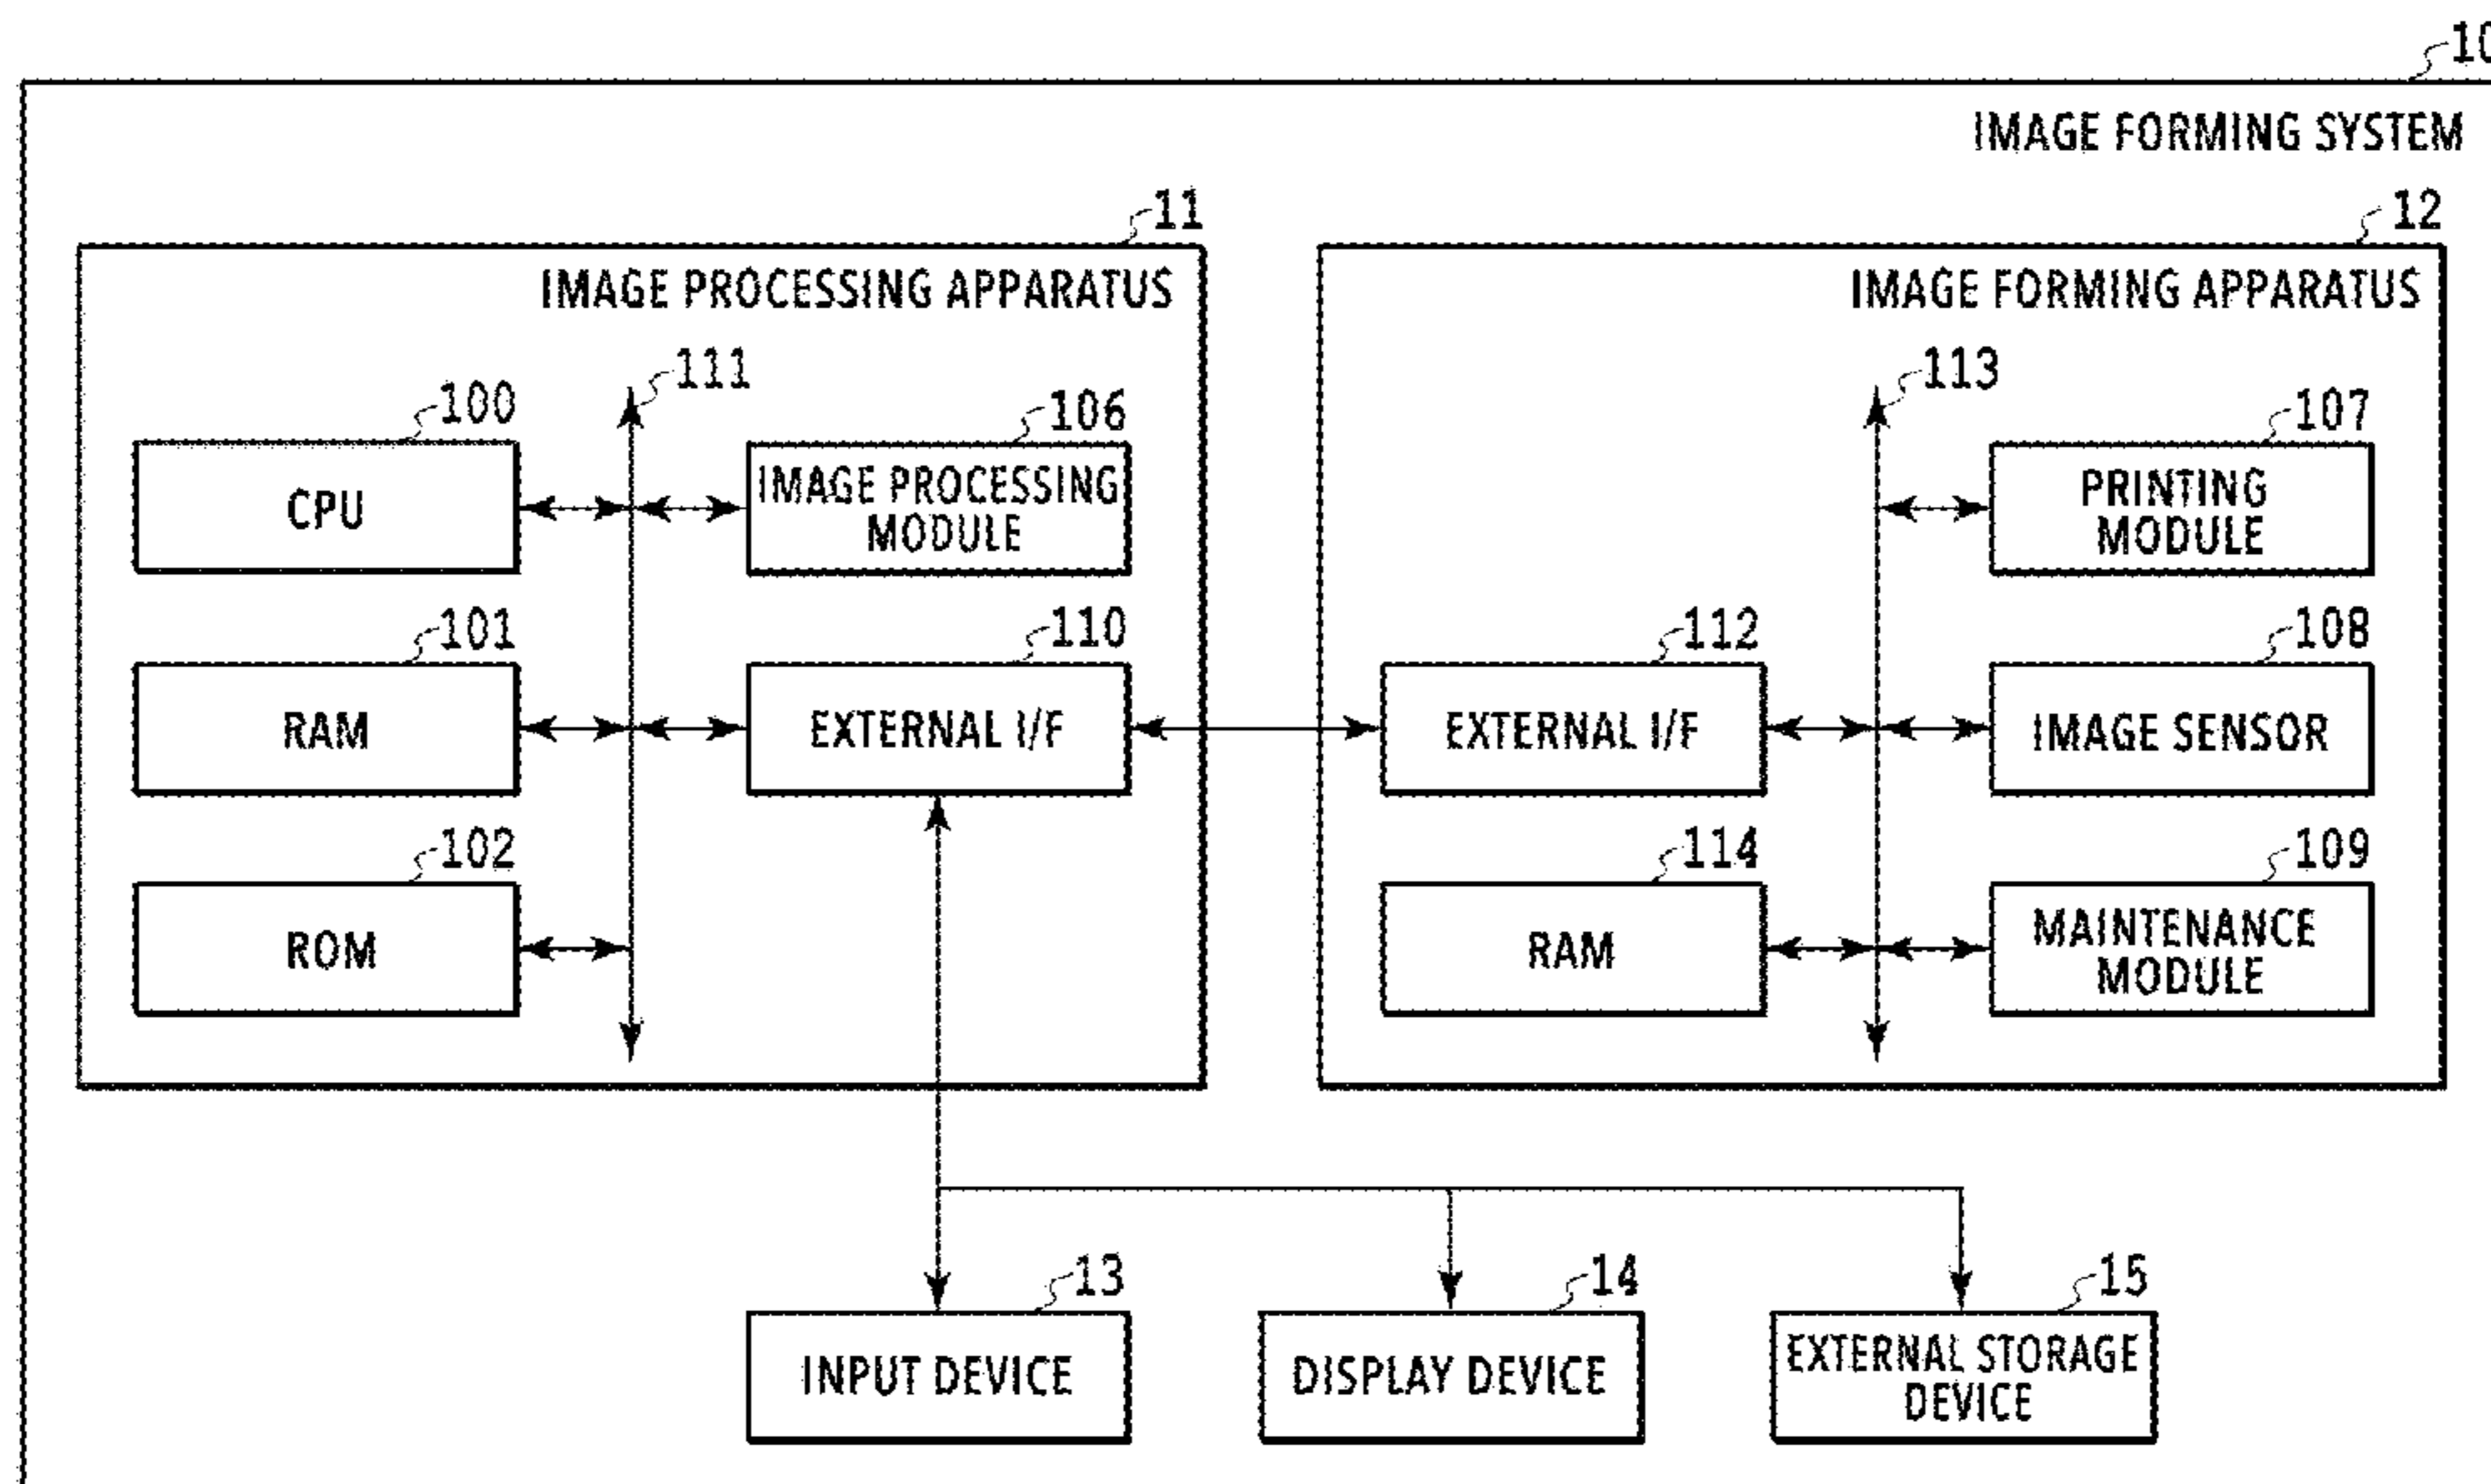 10
IMAGE FORMING SYSTEM
11
12
IMAGE PROCESSING APPARATUS
IMAGE FORMING APPARATUS
111
113
100
106
107
CPU
IMAGE PROCESSING
MODULE
PRINTING
MODULE
101
110
112
108
RAM
EXTERNAL I/F
EXTERNAL I/F
IMAGE SENSOR
102
114
109
ROM
RAM
MAINTENANCE
MODULE
13
14
15
INPUT DEVICE
DISPLAY DEVICE
EXTERNAL STORAGE
DEVICE